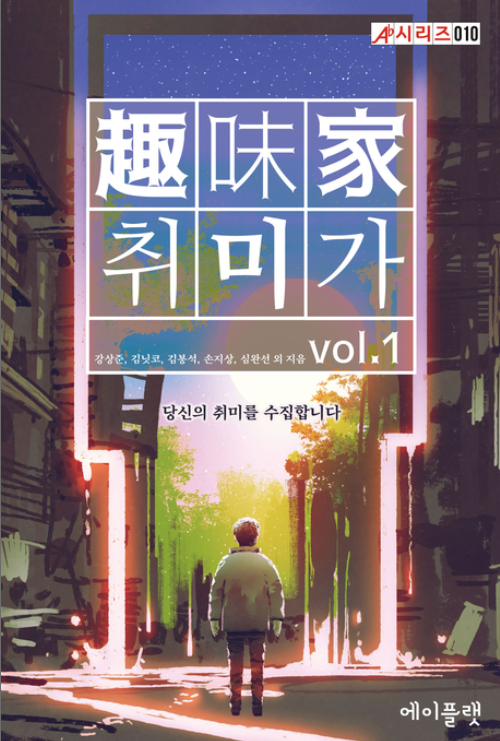 AD시리즈010
趣味家
취미가
강상준, 김닛코, 김봉석, 손지상, 심완선 외 지음
vol.1
당신의 취미를 수집합니다
에이플랫